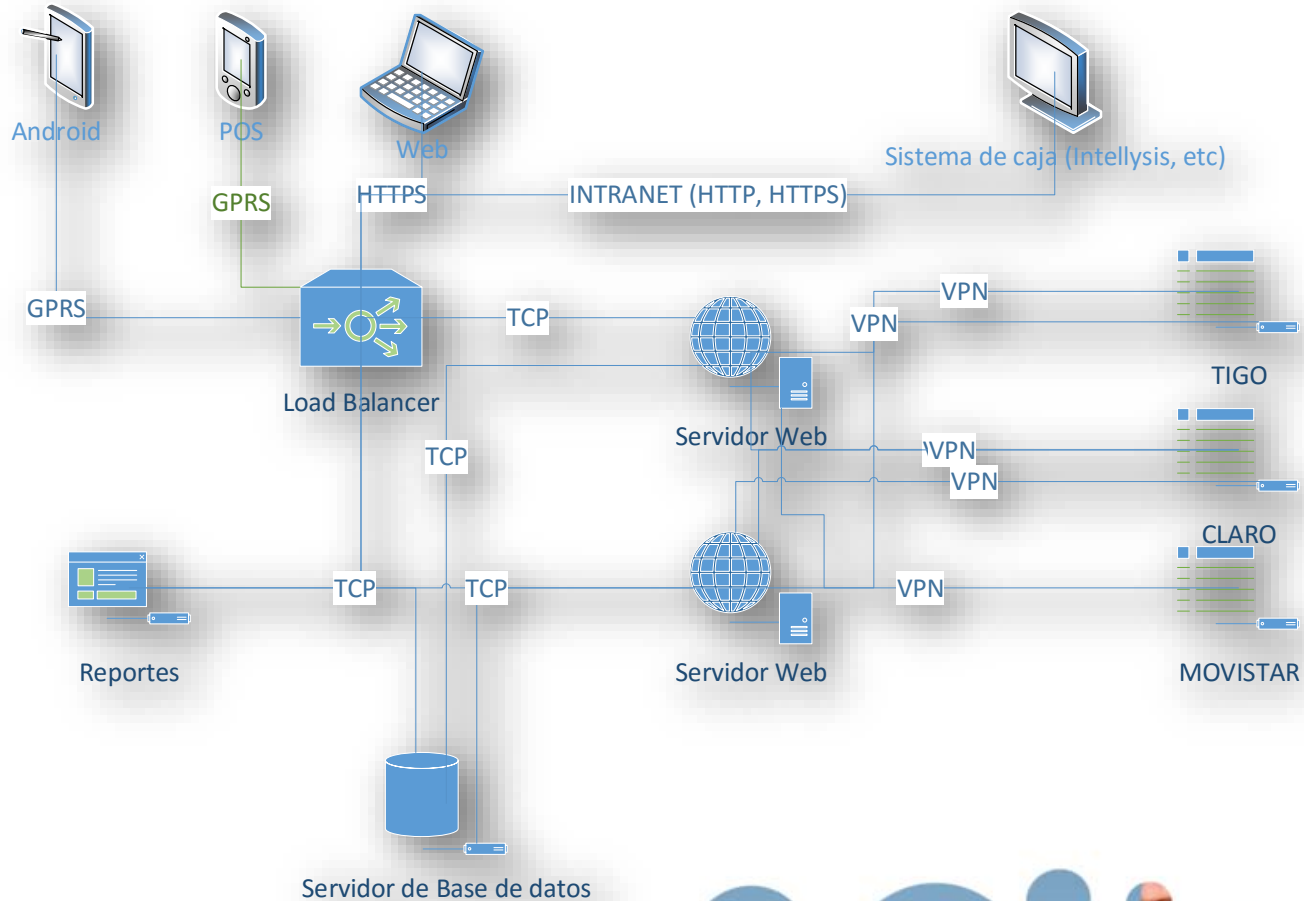 Android
POS
Web
Sistema de caja (Intellysis, etc)
GPRS
HTTPS
INTRANET (HTTP, HTTPS)
GPRS
TCP
VPN
VPN
TIGO
Load Balancer
Servidor Web
TCP
VPN
VPN
VPN
CLARO
TCP
TCP
VPN
Reportes
Servidor Web
MOVISTAR
Servidor de Base de datos